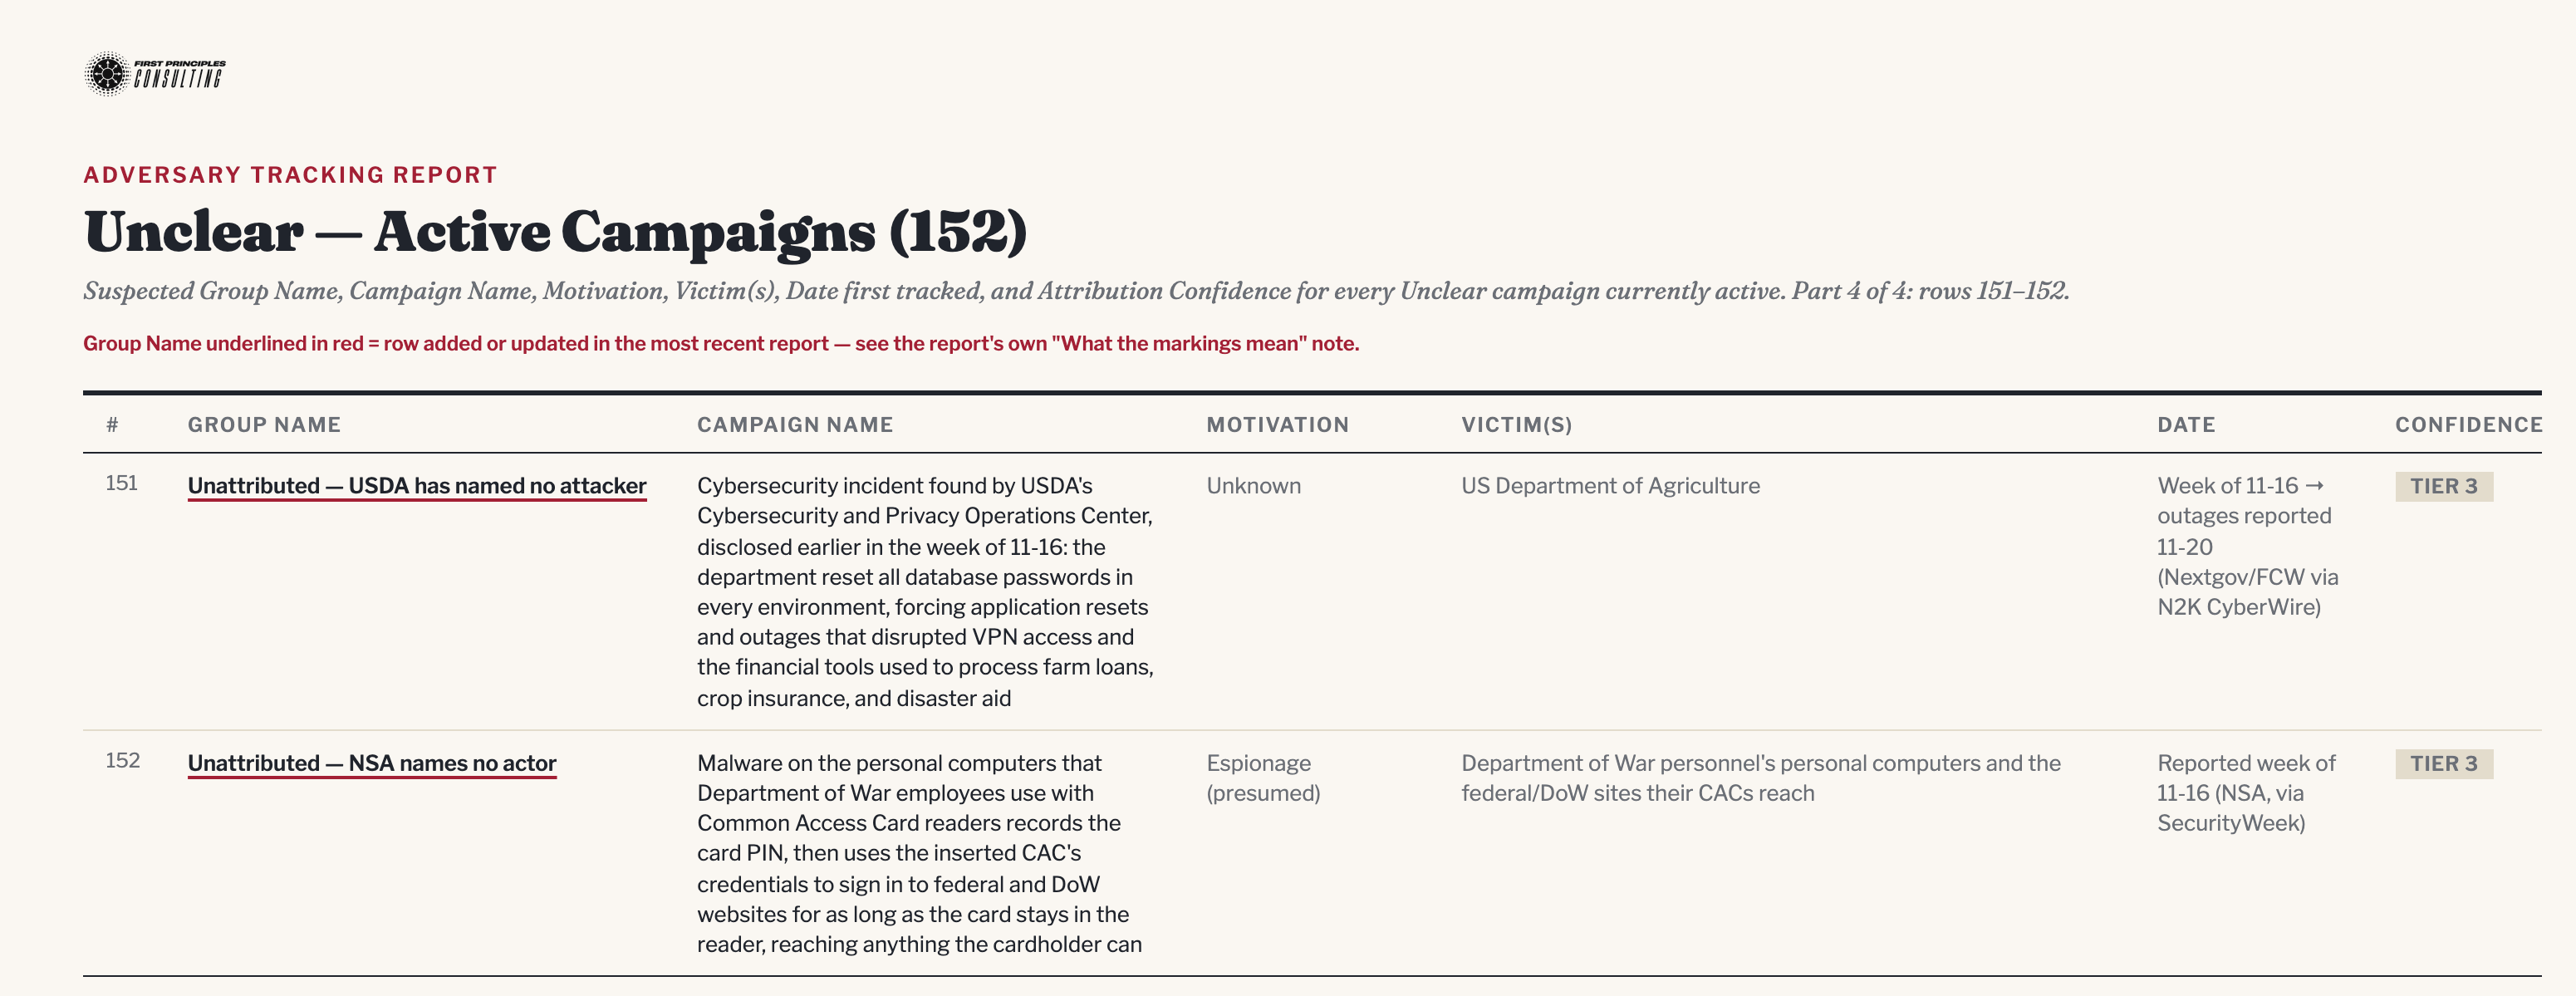 FIRST PRINCIPLES
CONSULTING
ADVERSARY TRACKING REPORT
Unclear — Active Campaigns (152)
Suspected Group Name, Campaign Name, Motivation, Victim(s), Date first tracked, and Attribution Confidence for every Unclear campaign currently active. Part 4 of 4: rows 151–152.
Group Name underlined in red = row added or updated in the most recent report — see the report's own "What the markings mean" note.
# GROUP NAME CAMPAIGN NAME MOTIVATION VICTIM(S) DATE CONFIDENCE
151
Unattributed — USDA has named no attacker
Cybersecurity incident found by USDA's
Cybersecurity and Privacy Operations Center,
disclosed earlier in the week of 11-16: the
department reset all database passwords in
every environment, forcing application resets
and outages that disrupted VPN access and
the financial tools used to process farm loans,
crop insurance, and disaster aid
Unknown
US Department of Agriculture
Week of 11-16 →
outages reported
11-20
(Nextgov/FCW via
N2K CyberWire)
TIER 3
152
Unattributed — NSA names no actor
Malware on the personal computers that
Department of War employees use with
Common Access Card readers records the
card PIN, then uses the inserted CAC's
credentials to sign in to federal and DoW
websites for as long as the card stays in the
reader, reaching anything the cardholder can
Espionage
(presumed)
Department of War personnel's personal computers and the
federal/DoW sites their CACs reach
Reported week of
11-16 (NSA, via
SecurityWeek)
TIER 3